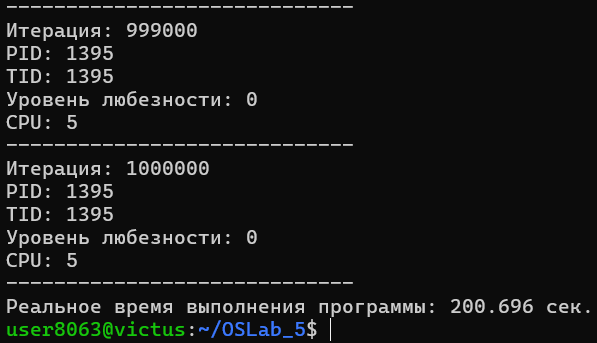 -----------------------------
Итерация: 999000
PID: 1395
TID: 1395
Уровень любезности: 0
CPU: 5
-----------------------------
Итерация: 1000000
PID: 1395
TID: 1395
Уровень любезности: 0
CPU: 5
-----------------------------
Реальное время выполнения программы: 200.696 сек.
user8063@victus:~/OSLab_5$